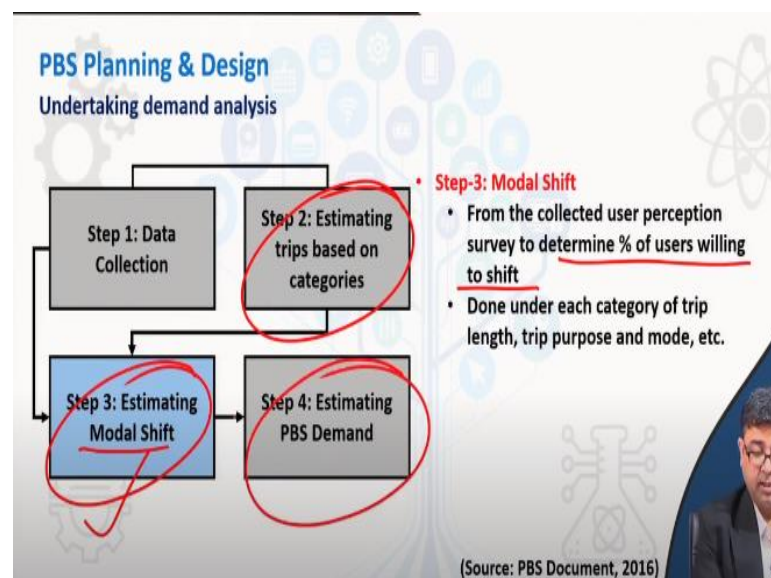 PBS Planning & Design
Undertaking demand analysis
Step 1: Data
Collection
Step 2: Estimating
trips based on
categories
Step 3: Estimating
Modal Shift
Step 4: Estimating
PBS Demand
• Step-3: Modal Shift
• From the collected user perception
survey to determine % of users willing
to shift
• Done under each category of trip
length, trip purpose and mode, etc.
(Source: PBS Document, 2016)